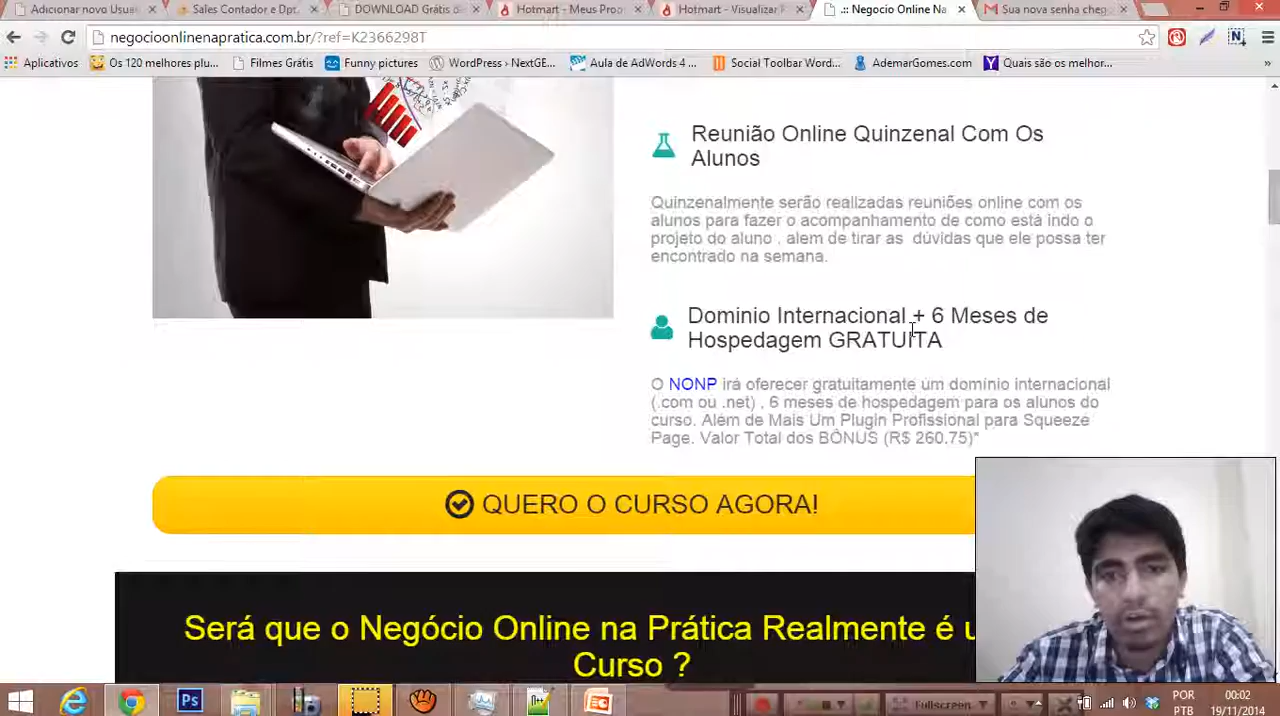 Adicionar novo Usuá
Sales Contador e Dpt.
DOWNLOAD Grátis d
Hotmart - Meus Prod
Hotmart - Visualizar P
.:: Negocio Online Na
Sua nova senha cheg
negocioonlinenapratica.com.br/?ref=K2366298T
Aplicativos
Os 120 melhores plu...
Filmes Grátis
Funny pictures
WordPress › NextGE...
Aula de AdWords 4 ...
Social Toolbar Word...
AdemarGomes.com
Quais são os melhor...
»
Reunião Online Quinzenal Com Os
Alunos
Quinzenalmente serão realizadas reuniões online com os
alunos para fazer o acompanhamento de como está indo o
projeto do aluno , alem de tirar as dúvidas que ele possa ter
encontrado na semana.
Dominio Internacional + 6 Meses de
Hospedagem GRATUITA
O NONP irá oferecer gratuitamente um domínio internacional
(.com ou .net) , 6 meses de hospedagem para os alunos do
curso. Além de Mais Um Plugin Profissional para Squeeze
Page. Valor Total dos BÔNUS (R$ 260.75)"
QUERO O CURSO AGORA!
Será que o Negócio Online na Prática Realmente é u
Curso ?
Ps
Fullscreen
POR
PTB
00:02
19/11/2014